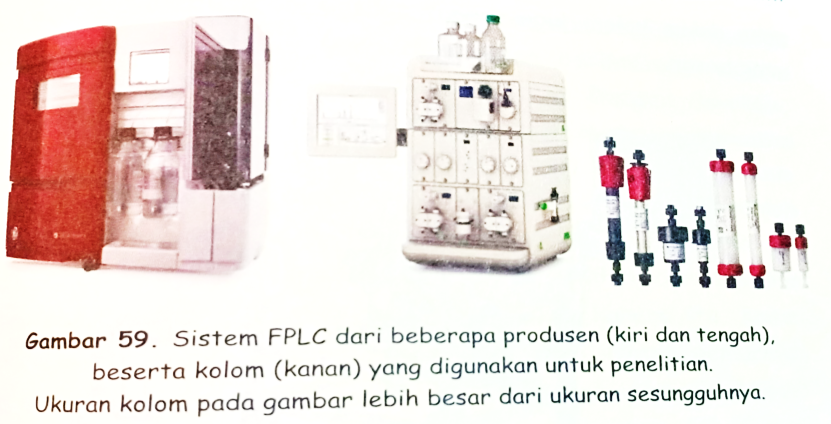 Gambar 59. Sistem FPLC dari beberapa produsen (kiri dan tengah),
beserta kolom (kanan) yang digunakan untuk penelitian.
Ukuran kolom pada gambar lebih besar dari ukuran sesungguhnya.